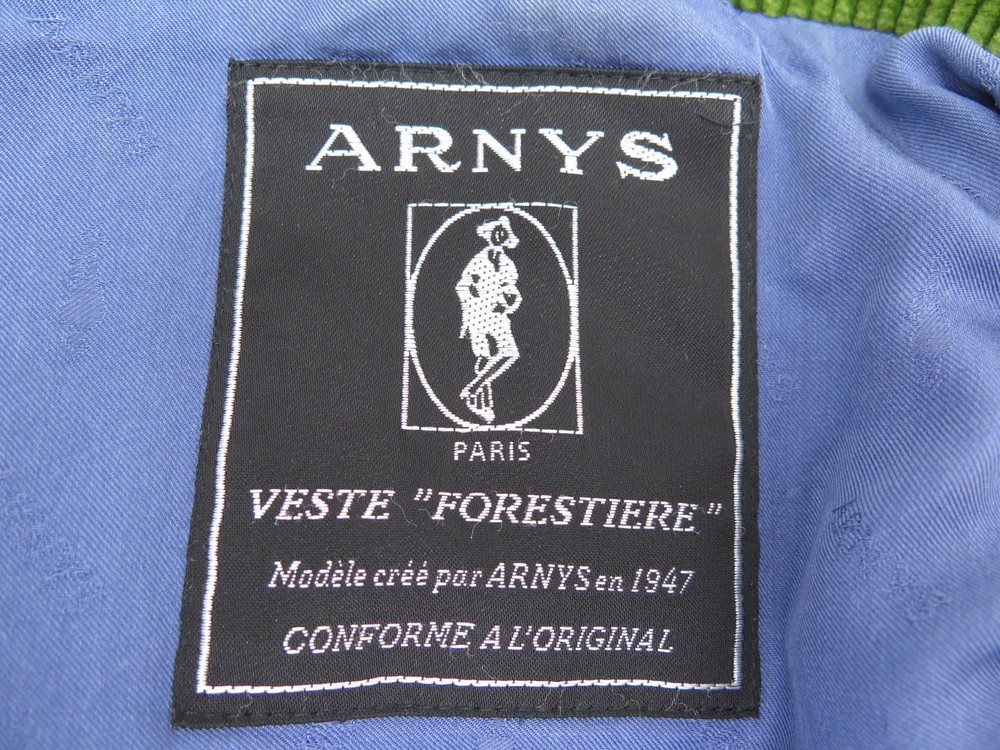 ARNYS
PARIS
VESTE "FORESTIERE"
Modèle créé par ARNYS en 1947
CONFORME A L'ORIGINAL